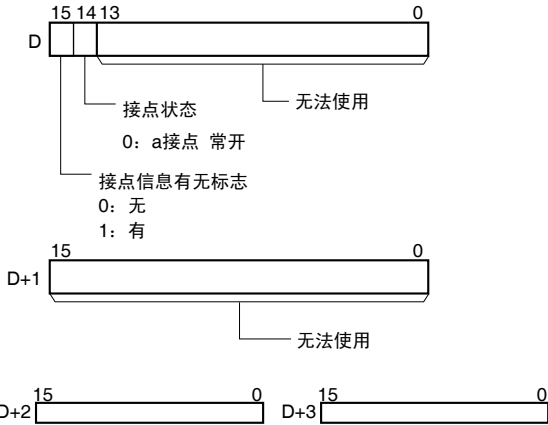 15 14 13 0
D
接点状态 无法使用
0：a接点 常开
接点信息有无标志
0：无
1：有
15 0
D+1
无法使用
15 0 15 0
D+2 D+3